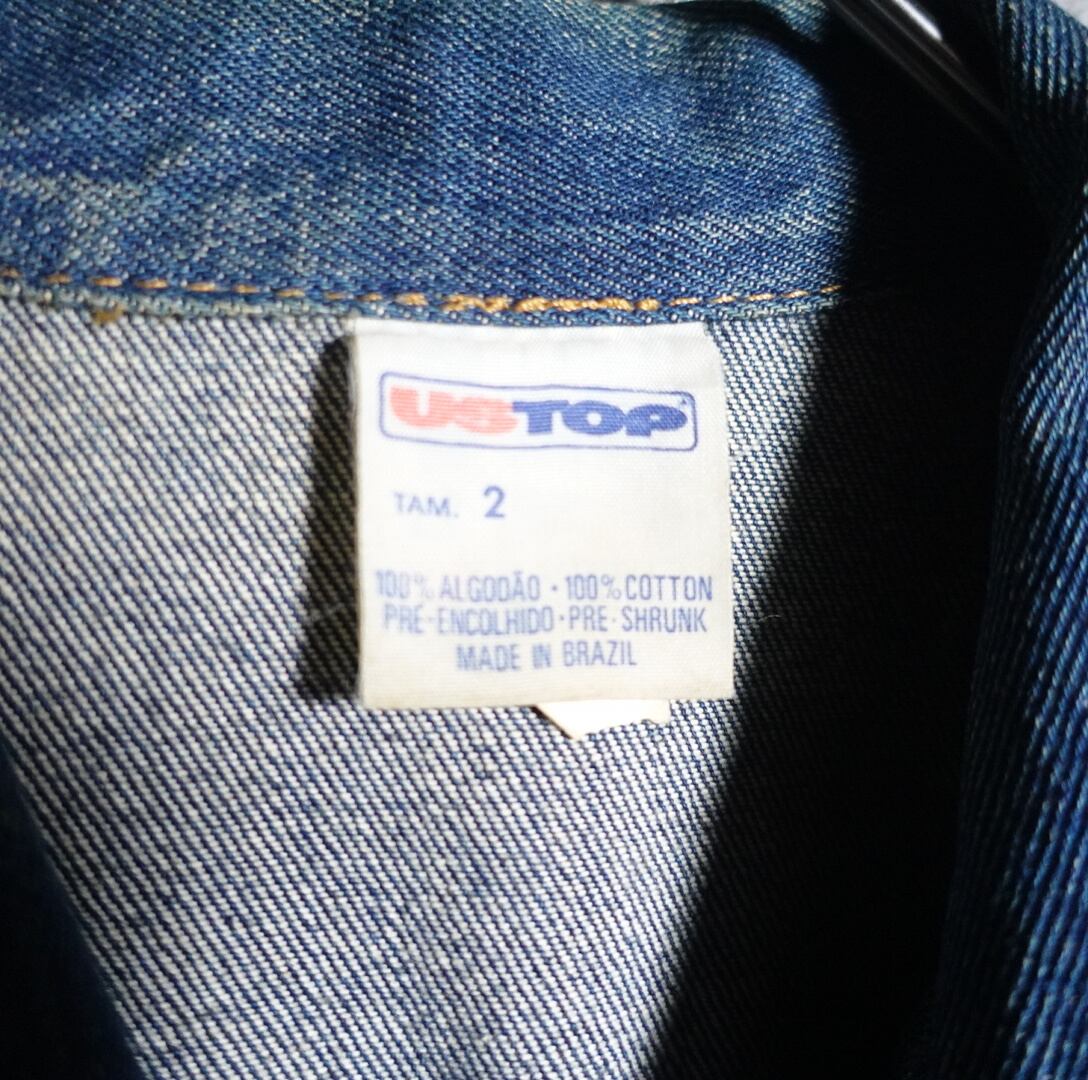 USTOP
TAM. 2
100% ALGODÃO · 100% COTTON
PRÉ-ENCOLHIDO · PRE-SHRUNK
MADE IN BRAZIL